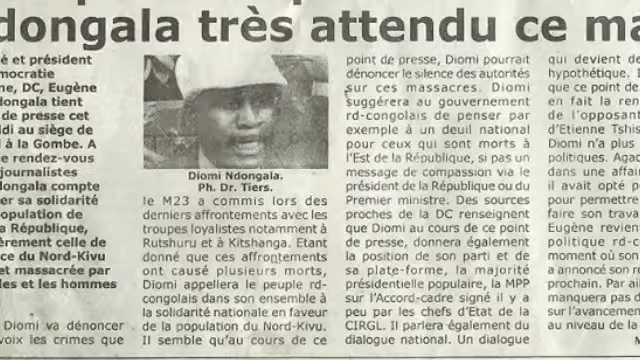 dongala très attendu ce ma
é et président
mocratie
ne, DC, Eugène
dongala tient
de presse cet
di au siège de
l à la Gombe. A
e rendez-vous
journalistes
dongala compte
er sa solidarité
opulation de
a République,
èrement celle de
ce du Nord-Kivu
et massacrée par
les et les hommes
Diomi va dénoncer
voix les crimes que
Diomi Ndongala.
Ph. Dr. Tiers.
le M23 a commis lors des
derniers affrontements avec les
troupes loyalistes notamment à
Rutshuru et à Kitshanga. Etant
donné que ces affrontements
ont causé plusieurs morts,
Diomi appellera le peuple rd-
congolais dans son ensemble à
la solidarité nationale en faveur
de la population du Nord-Kivu.
Il semble qu'au cours de ce
point de presse, Diomi pourrait
dénoncer le silence des autorités
sur ces massacres. Diomi
suggérera au gouvernement
rd-congolais de penser par
exemple à un deuil national
pour ceux qui sont morts à
l'Est de la République, si pas un
message de compassion via le
président de la République ou du
Premier ministre. Des sources
proches de la DC renseignent
que Diomi au cours de ce point
de presse, donnera également
la position de son parti et de
sa plate-forme, la majorité
présidentielle populaire, la MPP
sur l'Accord-cadre signé il y a
peu par les chefs d'Etat de la
CIRGL. Il parlera également du
dialogue national. Un dialogue
qui devient de
hypothétique. I
que ce point de
en fait la ren
de l'opposant
d'Etienne Tshi
Diomi n'a plus
politiques. Aga
dans une affair
il avait opté p
pour permettre
faire son trava
Eugène revient
politique rd-c
moment où son
a annoncé son r
prochain. Par ail
manquera pas d
sur l'avancemen
au niveau de la